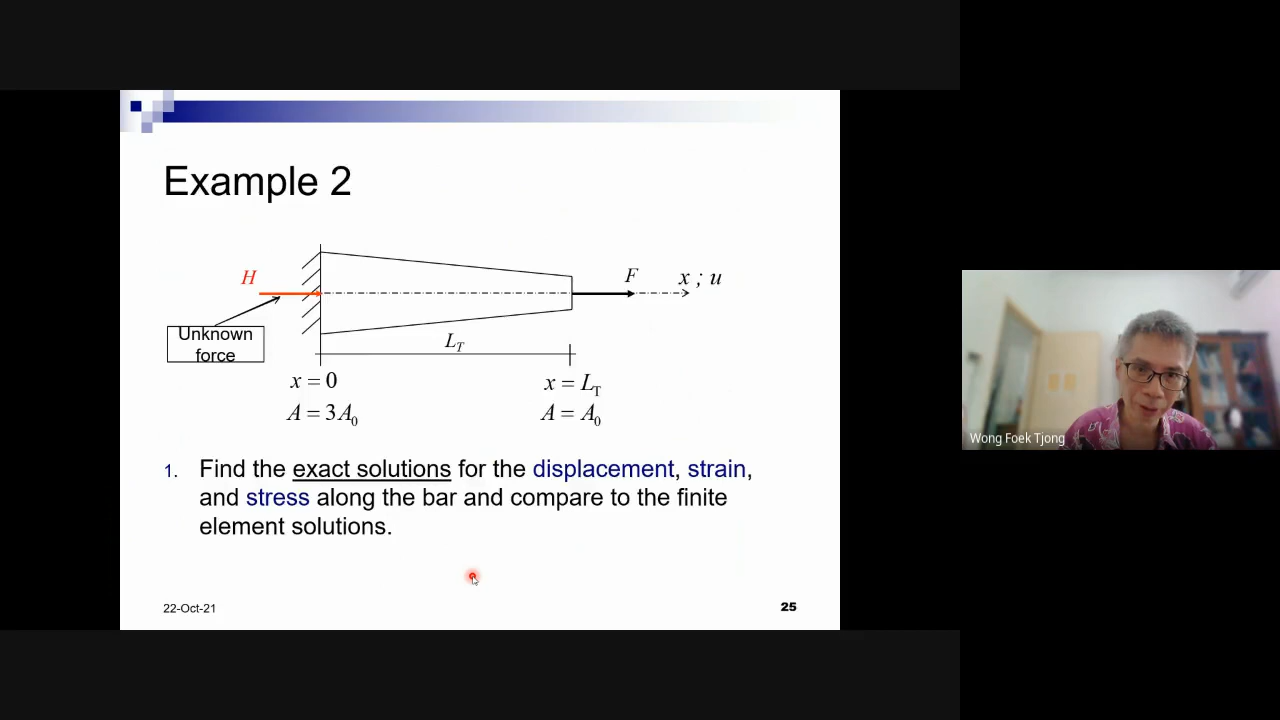 Example 2
H
F
x ; u
Unknown
force
L_T
x = 0
x = L_T
A = 3A_0
A = A_0
1. Find the exact solutions for the displacement, strain,
and stress along the bar and compare to the finite
element solutions.
22-Oct-21
25
Wong Foek Tjong